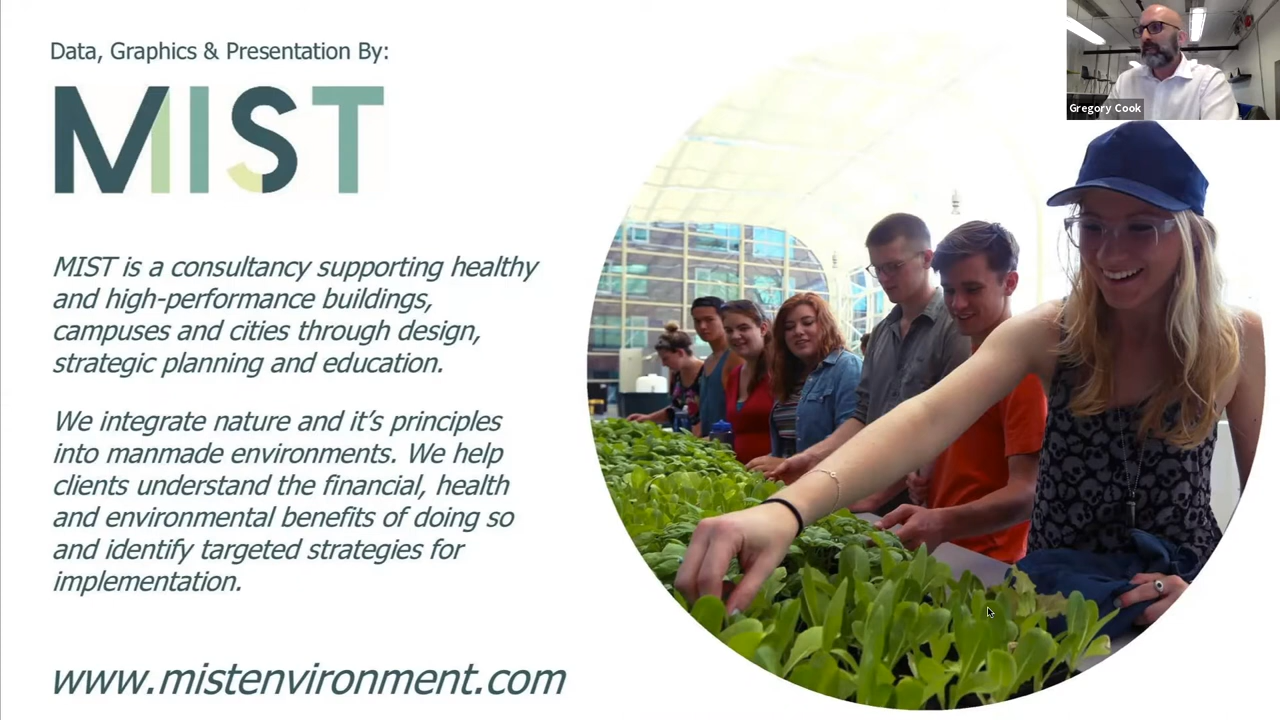 Data, Graphics & Presentation By:
MIST
MIST is a consultancy supporting healthy
and high-performance buildings,
campuses and cities through design,
strategic planning and education.
We integrate nature and it's principles
into manmade environments. We help
clients understand the financial, health
and environmental benefits of doing so
and identify targeted strategies for
implementation.
www.mistenvironment.com
Gregory Cook